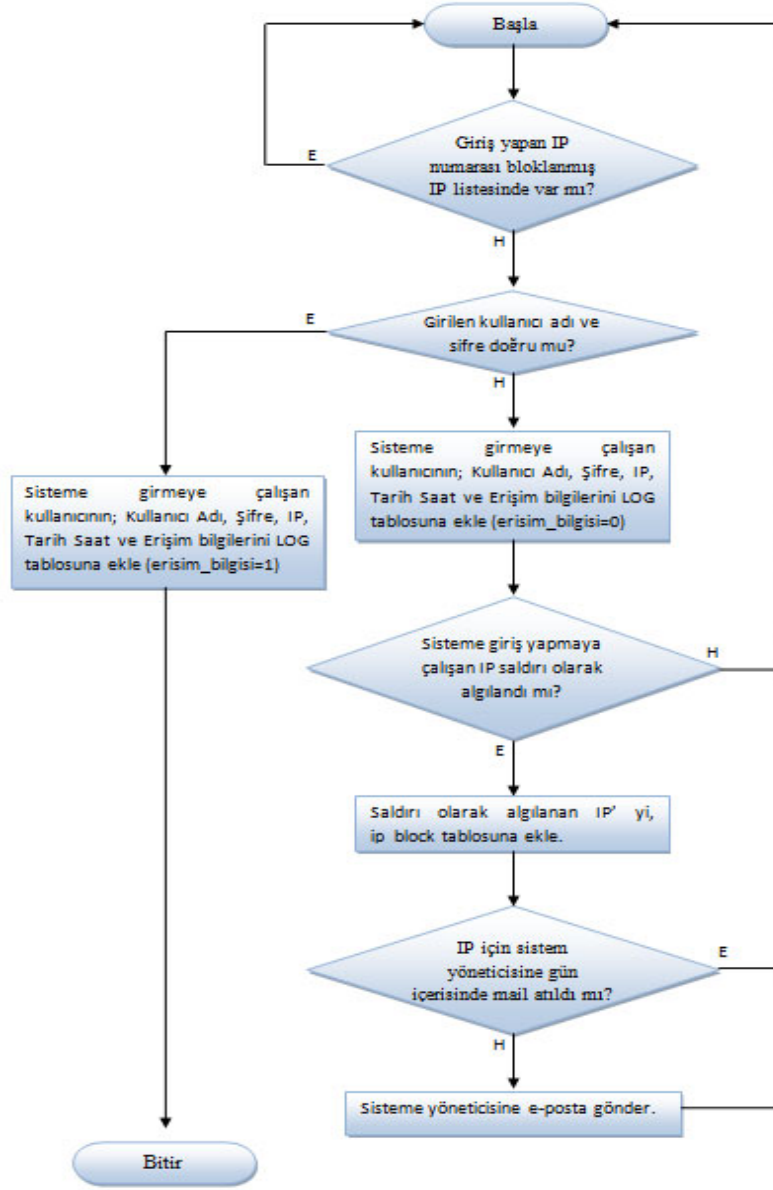 Başla
Giriş yapan IP
numarası bloklanmış
IP listesinde var mı?
E
H
Girilen kullanıcı adı ve
sifre doğru mu?
E
H
Sisteme girmeye çalışan
kullanıcının; Kullanıcı Adı, Şifre, IP,
Tarih Saat ve Erişim bilgilerini LOG
tablosuna ekle (erisim_bilgisi=0)
Sisteme girmeye çalışan
kullanıcının; Kullanıcı Adı, Şifre, IP,
Tarih Saat ve Erişim bilgilerini LOG
tablosuna ekle (erisim_bilgisi=1)
Sisteme giriş yapmaya
çalışan IP saldırı olarak
algılandı mı?
H
E
Saldırı olarak algılanan IP' yi,
ip_block tablosuna ekle.
IP için sistem
yöneticisine gün
içerisinde mail atıldı mı?
E
H
Sisteme yöneticisine e-posta gönder.
Bitir